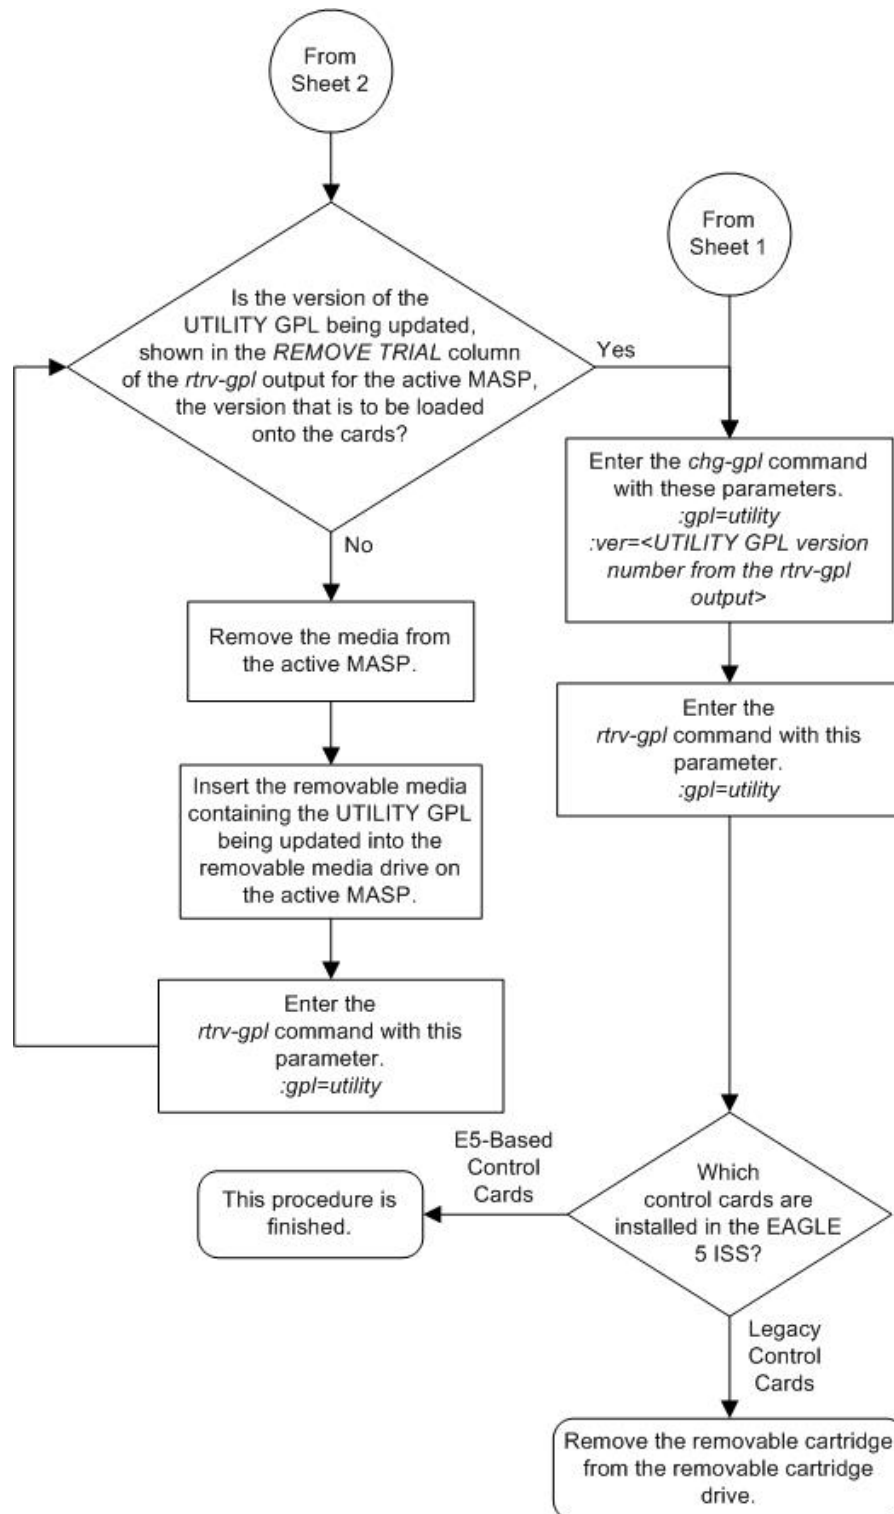 From
Sheet 2
From
Sheet 1
Is the version of the
UTILITY GPL being updated,
shown in the REMOVE TRIAL column
of the rtrv-gpl output for the active MASP,
the version that is to be loaded
onto the cards?
Yes
No
Enter the chg-gpl command
with these parameters.
:gpl=utility
:ver=<UTILITY GPL version
number from the rtrv-gpl
output>
Remove the media from
the active MASP.
Enter the
rtrv-gpl command with this
parameter.
:gpl=utility
Insert the removable media
containing the UTILITY GPL
being updated into the
removable media drive on
the active MASP.
Enter the
rtrv-gpl command with this
parameter.
:gpl=utility
E5-Based
Control
Cards
This procedure is
finished.
Which
control cards are
installed in the EAGLE
5 ISS?
Legacy
Control
Cards
Remove the removable cartridge
from the removable cartridge
drive.